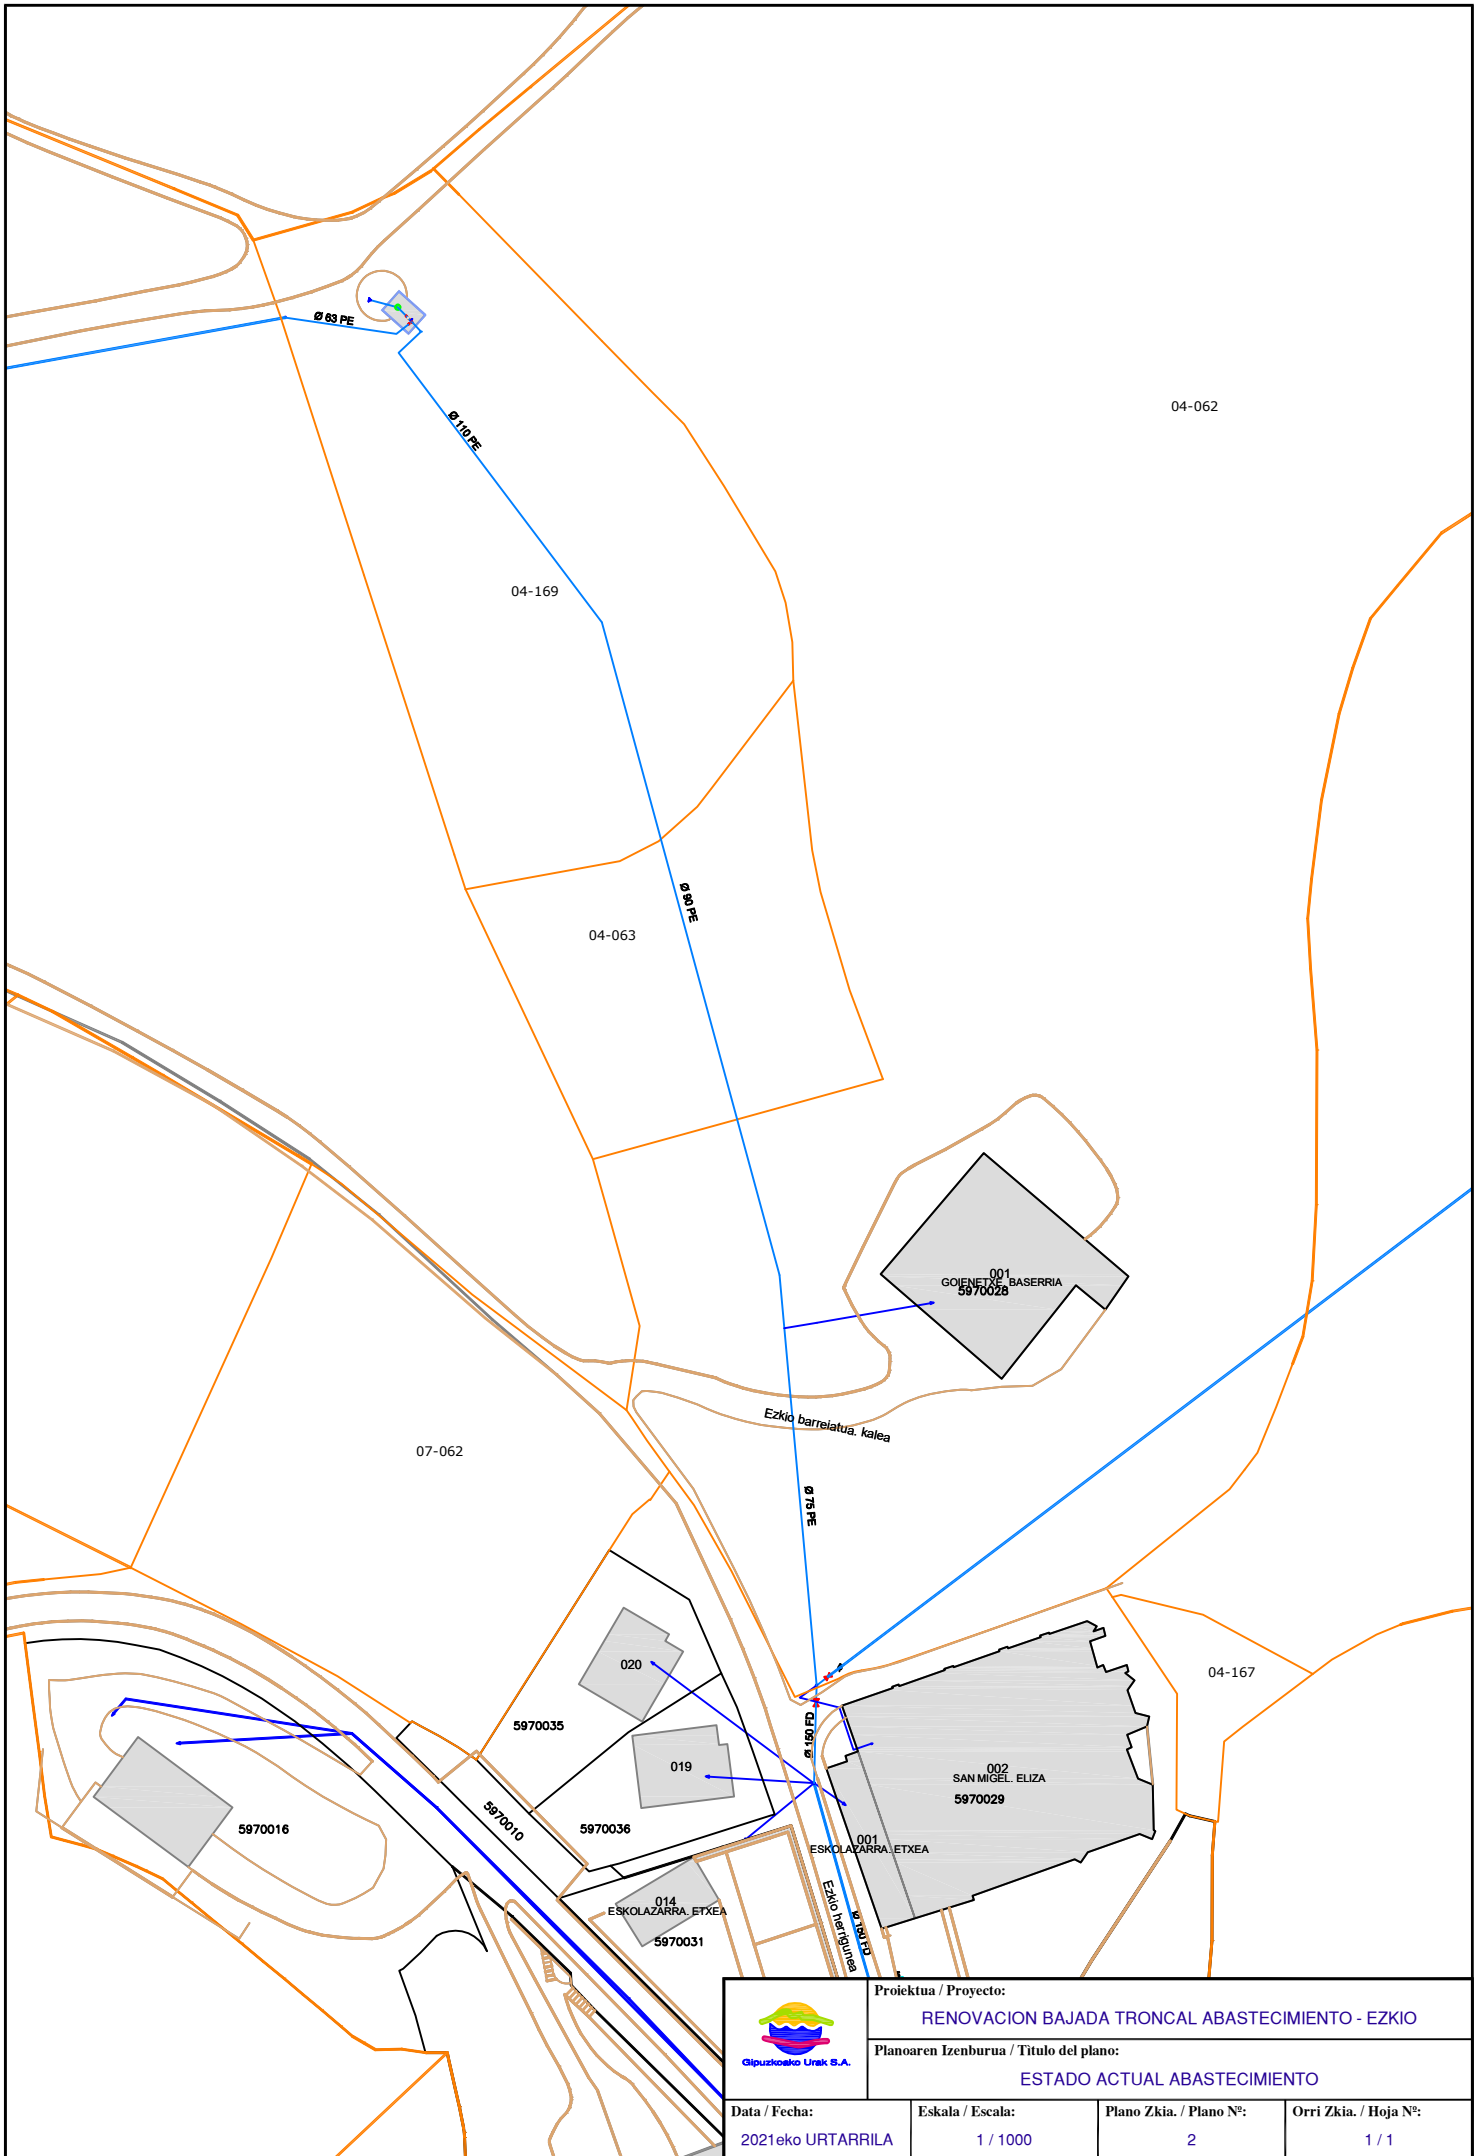 Ø 63 PE
Ø 110 PE
04-062
04-169
Ø 90 PE
04-063
001
GOIENETXE. BASERRIA
5970028
Ezkio barreiatua. kalea
07-062
Ø 75 PE
020
04-167
5970035
Ø 150 FD
019
002
SAN MIGEL. ELIZA
5970029
5970016
5970010
5970036
001
ESKOLAZARRA. ETXEA
014
ESKOLAZARRA. ETXEA
5970031
Ezkio herrigunea
Ø 150 FD
Proiektua / Proyecto:
RENOVACION BAJADA TRONCAL ABASTECIMIENTO - EZKIO
Gipuzkoako Urak S.A.
Planoaren Izenburua / Titulo del plano:
ESTADO ACTUAL ABASTECIMIENTO
Data / Fecha:
2021eko URTARRILA
Eskala / Escala:
1 / 1000
Plano Zkia. / Plano Nº:
2
Orri Zkia. / Hoja Nº:
1 / 1